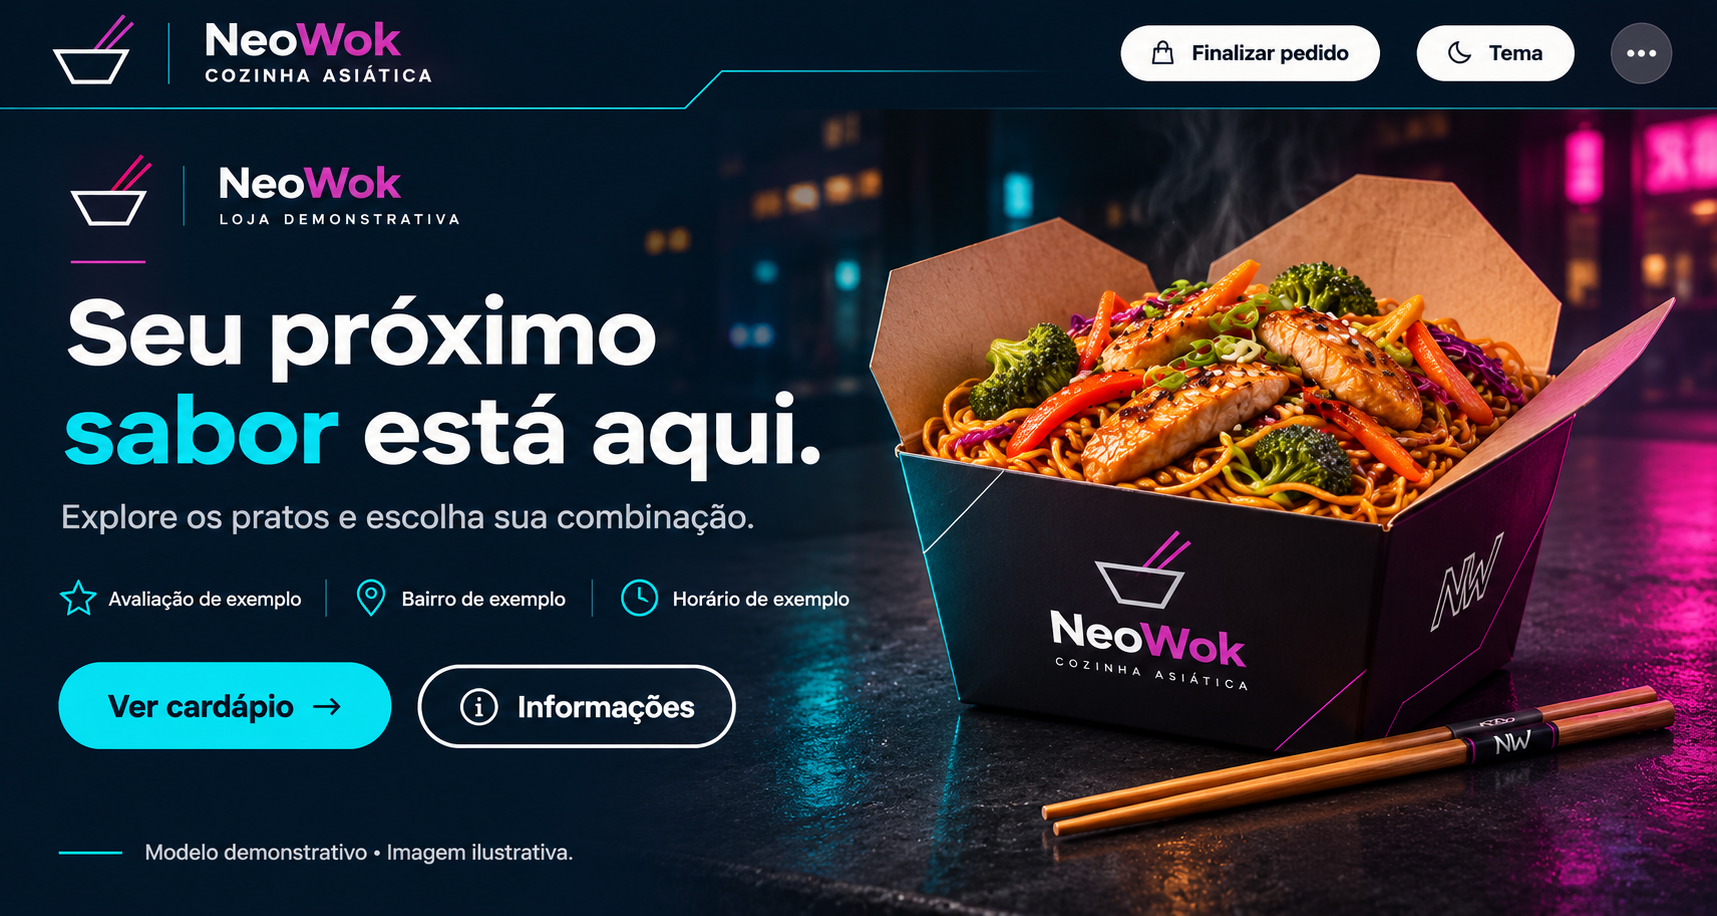 NeoWok
COZINHA ASIÁTICA
Finalizar pedido
Tema
NeoWok
LOJA DEMONSTRATIVA
Seu próximo
sabor está aqui.
Explore os pratos e escolha sua combinação.
Avaliação de exemplo
Bairro de exemplo
Horário de exemplo
Ver cardápio →
Informações
Modelo demonstrativo • Imagem ilustrativa.
NeoWok
COZINHA ASIÁTICA
NW
NW